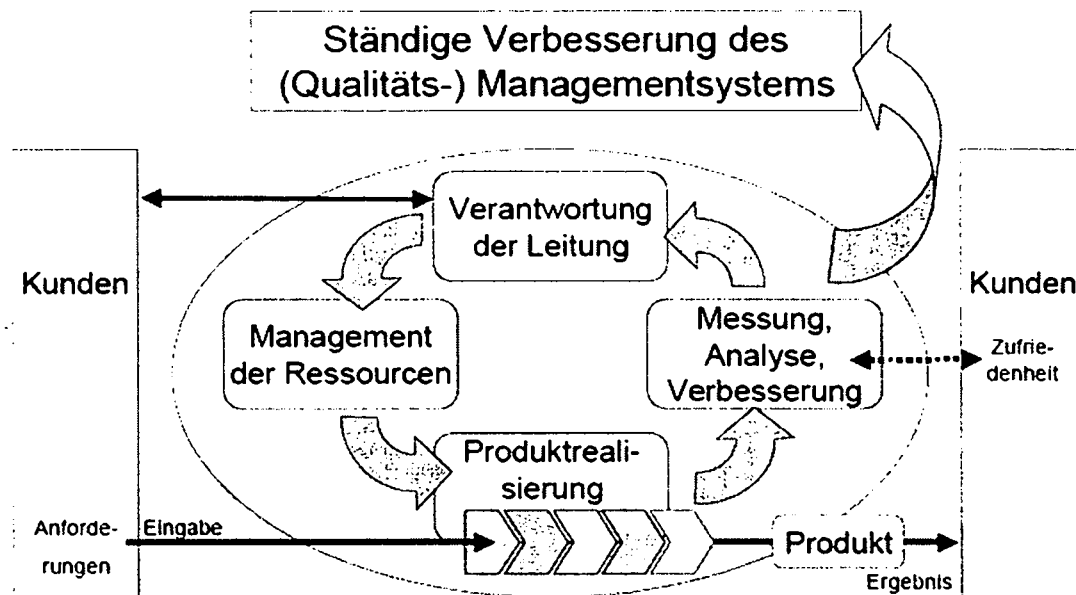 Ständige Verbesserung des
(Qualitäts-) Managementsystems
Kunden
Verantwortung
der Leitung
Kunden
Management
der Ressourcen
Messung,
Analyse,
Verbesserung
Zufrie-
denheit
Produktreali-
sierung
Anforde-
rungen
Eingabe
Produkt
Ergebnis